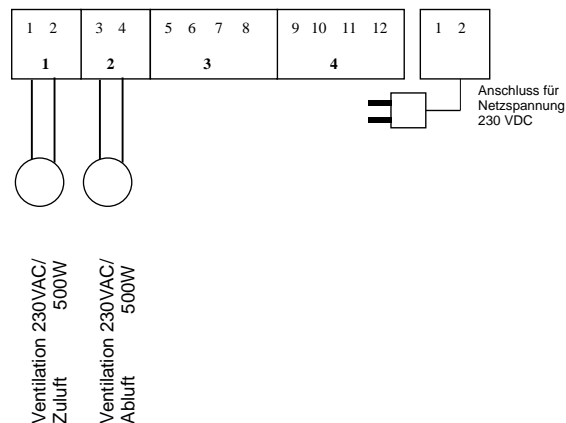 1 2 3 4 5 6 7 8 9 10 11 12 1 2
1 2 3 4
Anschluss für
Netzspannung
230 VDC
Ventilation 230VAC/
500W
Zuluft
Ventilation 230VAC/
500W
Abluft